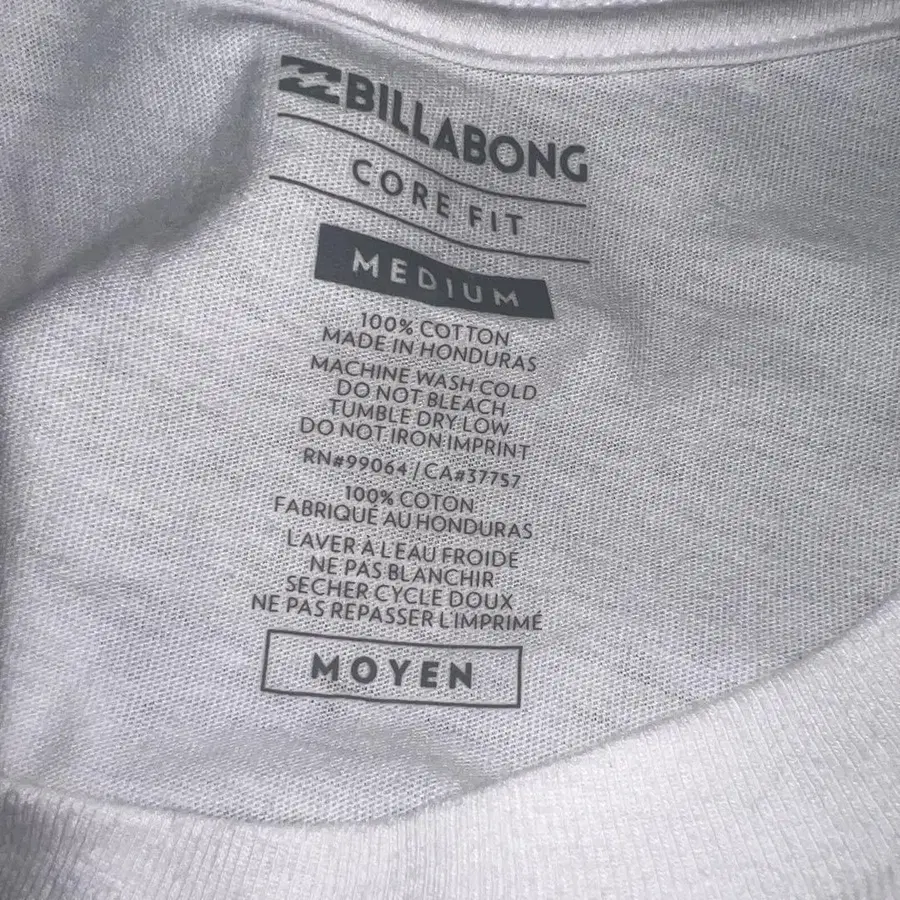 BILLABONG
CORE FIT
MEDIUM
100% COTTON
MADE IN HONDURAS
MACHINE WASH COLD
DO NOT BLEACH
TUMBLE DRY LOW
DO NOT IRON IMPRINT
RN#99064 / CA#37757
100% COTON
FABRIQUÉ AU HONDURAS
LAVER À L'EAU FROIDE
NE PAS BLANCHIR
SECHER CYCLE DOUX
NE PAS REPASSER L'IMPRIMÉ
MOYEN